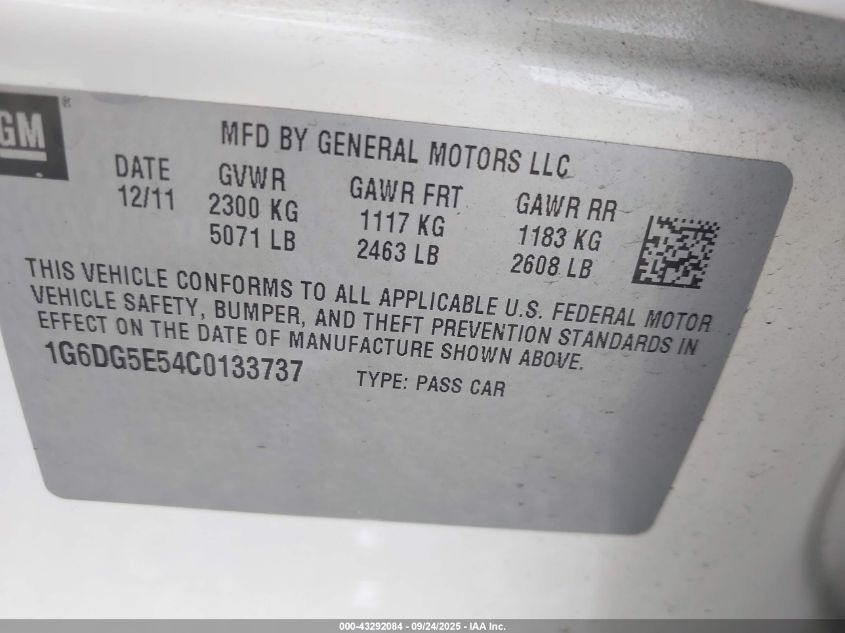 GM
®
MFD BY GENERAL MOTORS LLC
DATE GVWR GAWR FRT GAWR RR
12/11 2300 KG 1117 KG 1183 KG
5071 LB 2463 LB 2608 LB
THIS VEHICLE CONFORMS TO ALL APPLICABLE U.S. FEDERAL MOTOR
VEHICLE SAFETY, BUMPER, AND THEFT PREVENTION STANDARDS IN
EFFECT ON THE DATE OF MANUFACTURE SHOWN ABOVE.
1G6DG5E54C0133737 TYPE: PASS CAR
000-43292084 - 09/24/2025 - IAA Inc.